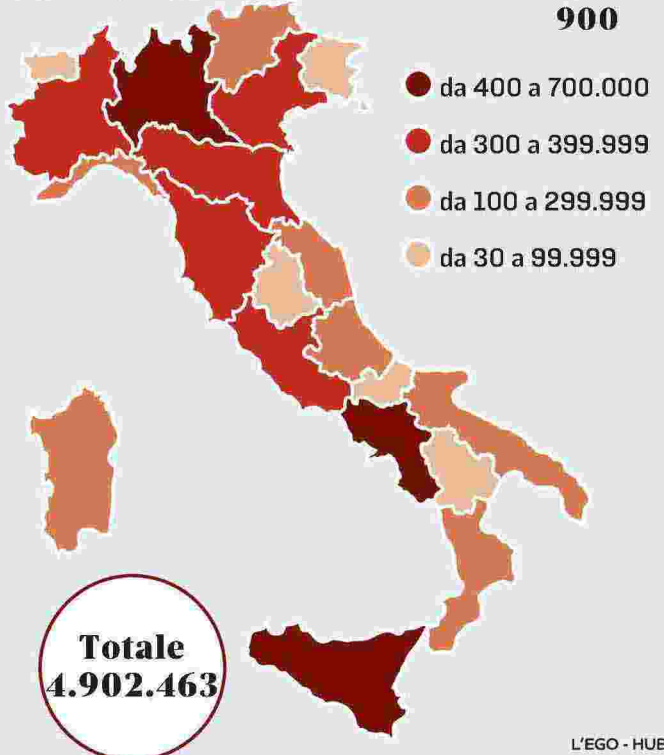 900
da 400 a 700.000
da 300 a 399.999
da 100 a 299.999
da 30 a 99.999
Totale
4.902.463
L'EGO - HUB